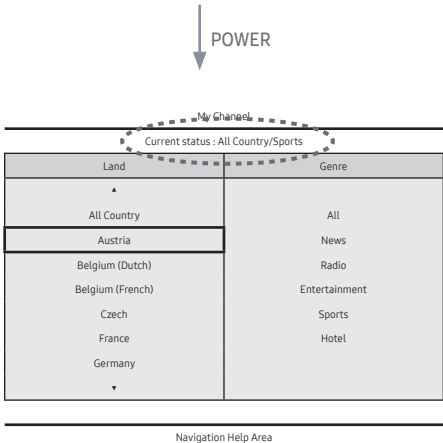 POWER
My Channel
Current status : All Country/Sports
Land Genre
▲
All Country All
Austria News
Belgium (Dutch) Radio
Belgium (French) Entertainment
Czech Sports
France Hotel
Germany
▼
Navigation Help Area